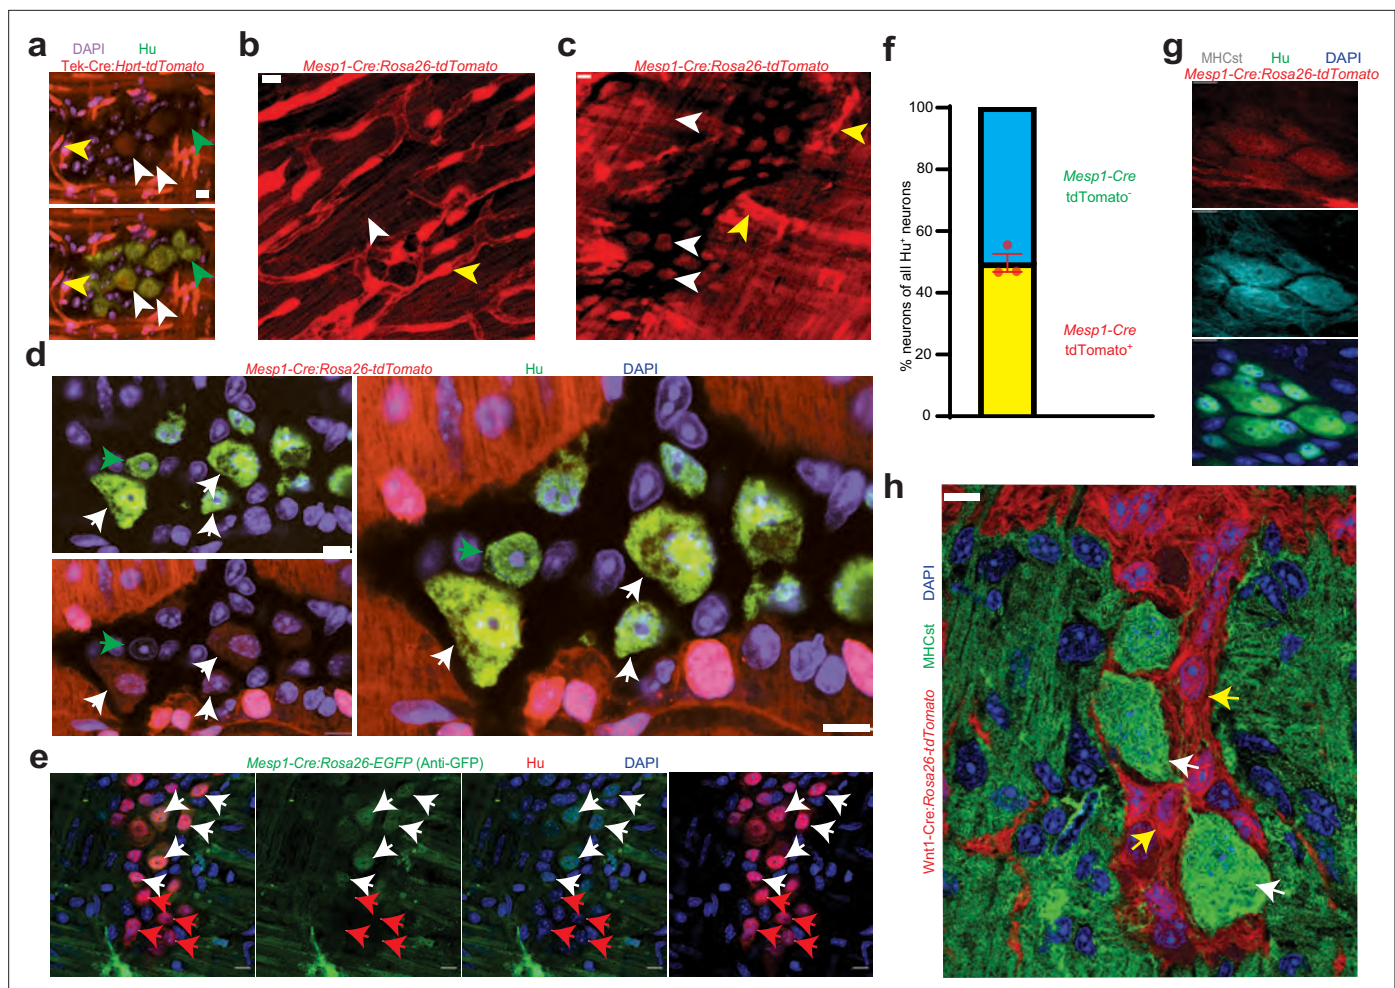 a
DAPI Hu
Tek-Cre:Hprt-tdTomato
b
Mesp1-Cre:Rosa26-tdTomato
c
Mesp1-Cre:Rosa26-tdTomato
d
Mesp1-Cre:Rosa26-tdTomato Hu DAPI
e
Mesp1-Cre:Rosa26-EGFP (Anti-GFP) Hu DAPI
f
% neurons of all Hu⁺ neurons
100
80
60
40
20
0
Mesp1-Cre
tdTomato⁻
Mesp1-Cre
tdTomato⁺
g
MHCst Hu DAPI
Mesp1-Cre:Rosa26-tdTomato
h
Wnt1-Cre:Rosa26-tdTomato MHCst DAPI